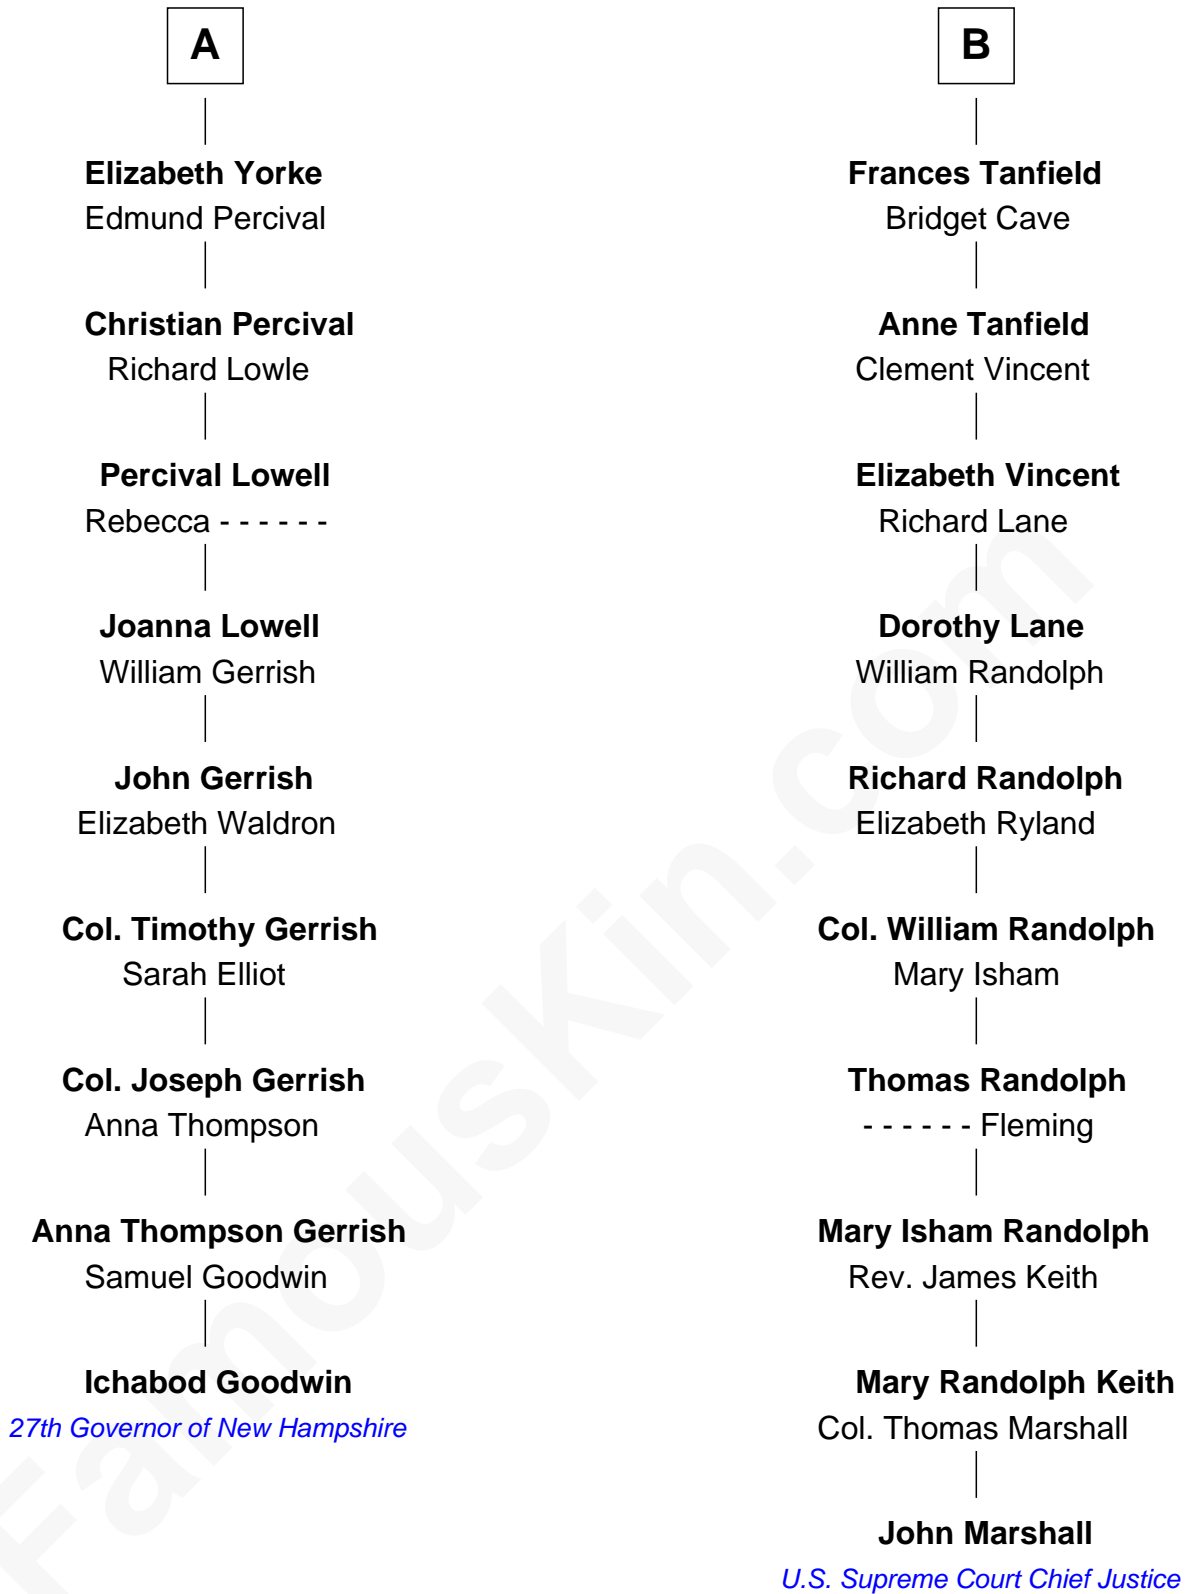 A
Elizabeth Yorke
Edmund Percival
Christian Percival
Richard Lowle
Percival Lowell
Rebecca - - - - - -
Joanna Lowell
William Gerrish
John Gerrish
Elizabeth Waldron
Col. Timothy Gerrish
Sarah Elliot
Col. Joseph Gerrish
Anna Thompson
Anna Thompson Gerrish
Samuel Goodwin
Ichabod Goodwin
27th Governor of New Hampshire
B
Frances Tanfield
Bridget Cave
Anne Tanfield
Clement Vincent
Elizabeth Vincent
Richard Lane
Dorothy Lane
William Randolph
Richard Randolph
Elizabeth Ryland
Col. William Randolph
Mary Isham
Thomas Randolph
- - - - - - Fleming
Mary Isham Randolph
Rev. James Keith
Mary Randolph Keith
Col. Thomas Marshall
John Marshall
U.S. Supreme Court Chief Justice
FamousKin.com